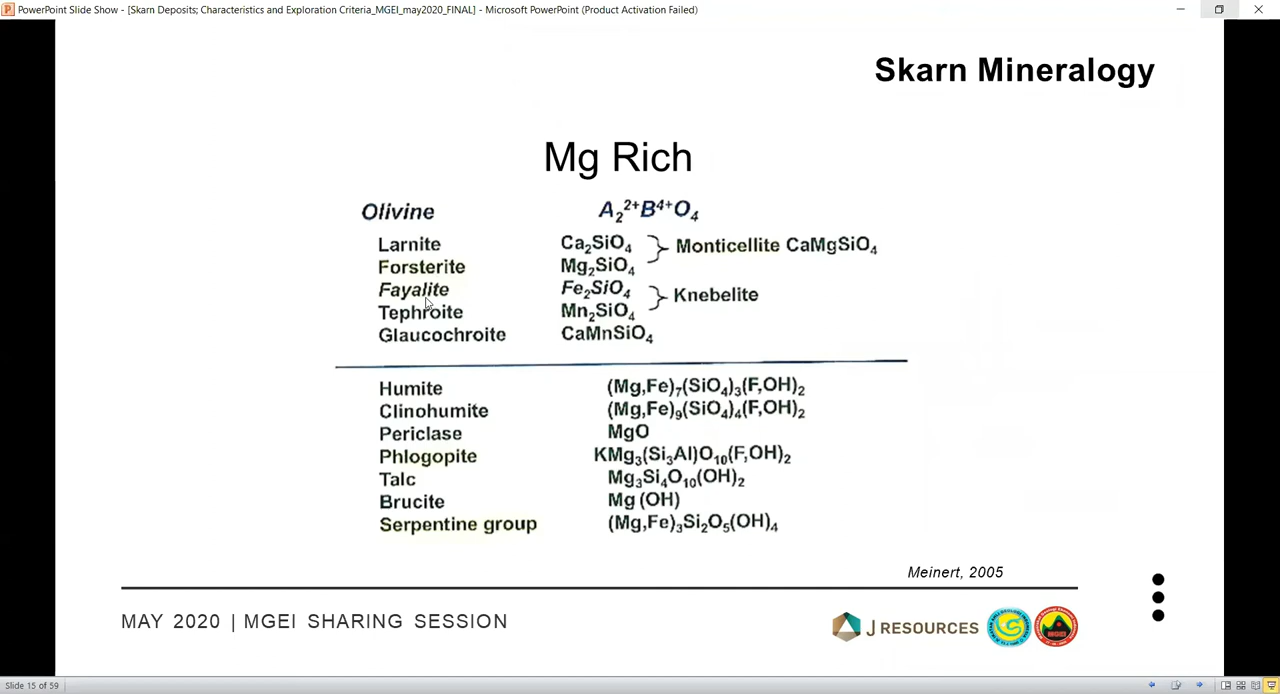 PowerPoint Slide Show - [Skarn Deposits; Characteristics and Exploration Criteria_MGEI_may2020_FINAL] - Microsoft PowerPoint (Product Activation Failed)
Skarn Mineralogy
Mg Rich
Olivine A₂²⁺B⁴⁺O₄
Larnite Ca₂SiO₄
Monticellite CaMgSiO₄
Forsterite Mg₂SiO₄
Fayalite Fe₂SiO₄
Knebelite
Tephroite Mn₂SiO₄
Glaucochroite CaMnSiO₄
Humite (Mg,Fe)₇(SiO₄)₃(F,OH)₂
Clinohumite (Mg,Fe)₉(SiO₄)₄(F,OH)₂
Periclase MgO
Phlogopite KMg₃(Si₃Al)O₁₀(F,OH)₂
Talc Mg₃Si₄O₁₀(OH)₂
Brucite Mg (OH)
Serpentine group (Mg,Fe)₃Si₂O₅(OH)₄
Meinert, 2005
MAY 2020 | MGEI SHARING SESSION
J RESOURCES
MGEI
Slide 15 of 59